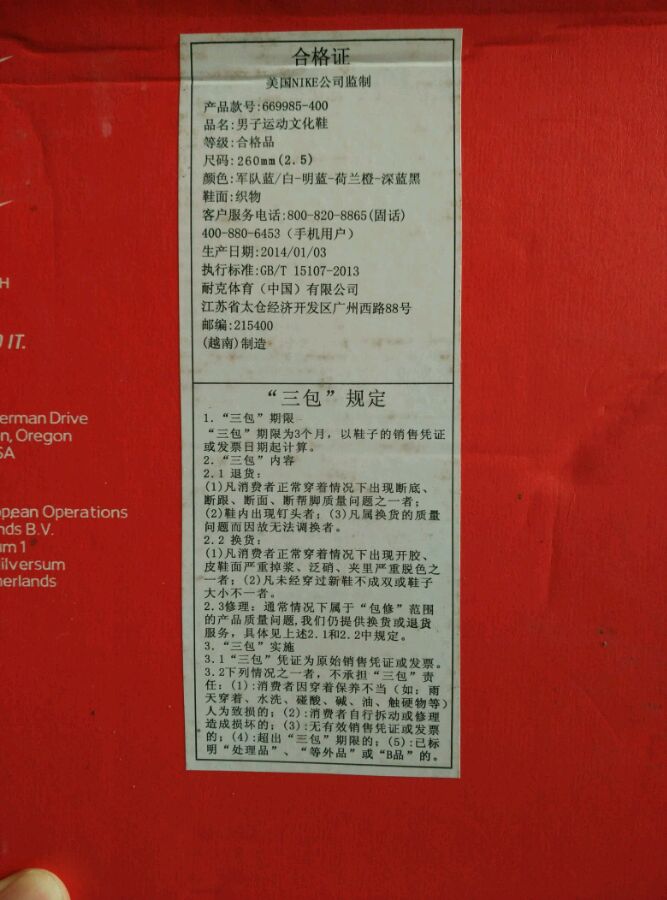 合格证
美国NIKE公司监制
产品款号:669985-400
品名:男子运动文化鞋
等级:合格品
尺码:260mm(2.5)
颜色:军队蓝/白-明蓝-荷兰橙-深蓝黑
鞋面:织物
客户服务电话:800-820-8865(固话)
400-880-6453（手机用户）
生产日期:2014/01/03
执行标准:GB/T 15107-2013
耐克体育（中国）有限公司
江苏省太仓经济开发区广州西路88号
邮编:215400
(越南)制造
“三包”规定
1.“三包”期限
“三包”期限为3个月，以鞋子的销售凭证
或发票日期起计算。
2.“三包”内容
2.1 退货:
(1)凡消费者正常穿着情况下出现断底、
断跟、断面、断帮脚质量问题之一者；
(2)鞋内出现钉头者；(3)凡属换货的质量
问题而因故无法调换者。
2.2 换货:
(1)凡消费者正常穿着情况下出现开胶、
皮鞋面严重掉浆、泛硝、夹里严重脱色之
一者；(2)凡未经穿过新鞋不成双或鞋子
大小不一者。
2.3修理：通常情况下属于“包修”范围
的产品质量问题,我们仍提供换货或退货
服务，具体见上述2.1和2.2中规定。
3.“三包”实施
3.1“三包”凭证为原始销售凭证或发票。
3.2下列情况之一者，不承担“三包”责
任：(1):消费者因穿着保养不当（如：雨
天穿着、水洗、碰酸、碱、油、触硬物等）
人为致损的；(2):消费者自行拆动或修理
造成损坏的；(3):无有效销售凭证或发票
的；(4):超出“三包”期限的；(5):已标
明“处理品”、“等外品”或“B品”的。
H
IT.
erman Drive
n, Oregon
SA
opean Operations
nds B.V.
um 1
ilversum
herlands